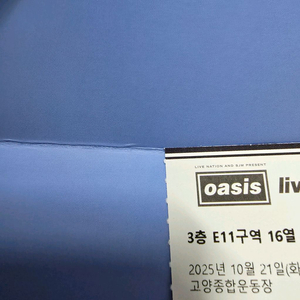 LIVE NATION AND BJM PRESENT
oasis liv
3층 E11구역 16열
2025년 10월 21일(화
고양종합운동장